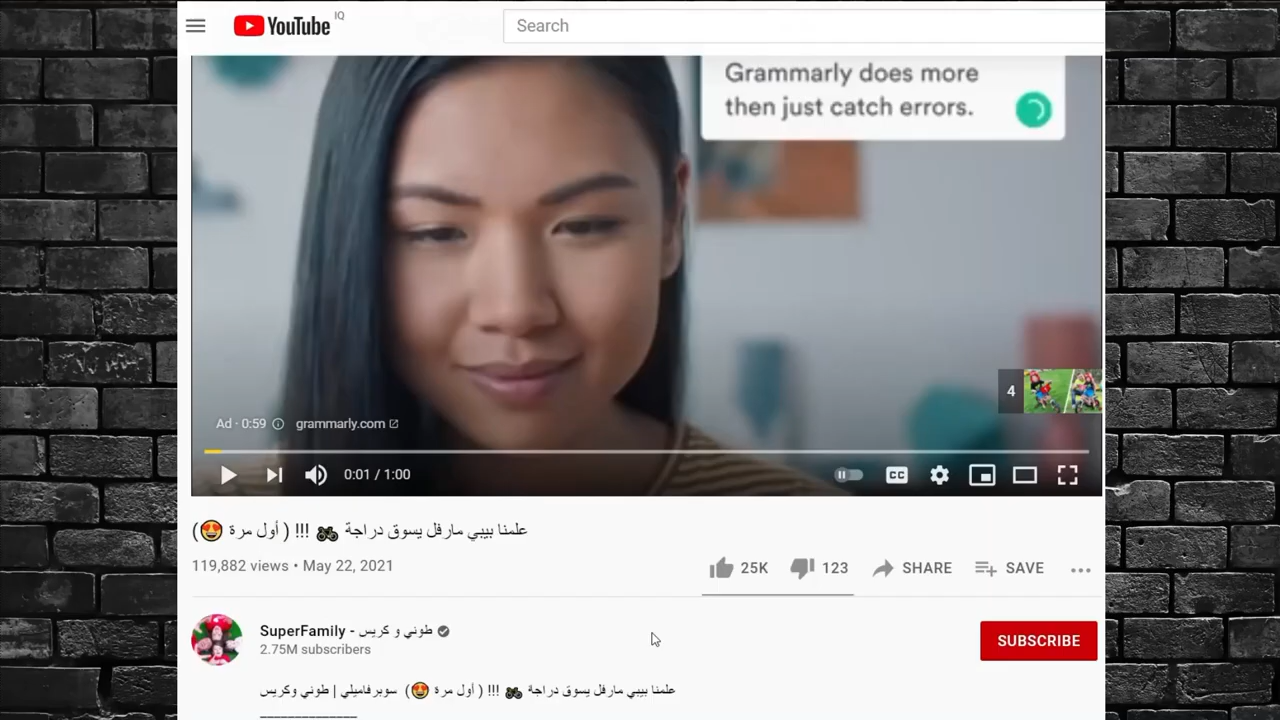 YouTube IQ
Search
Grammarly does more
then just catch errors.
4
Ad · 0:59 grammarly.com
0:01 / 1:00
CC
علمنا بيبي مارفل يسوق دراجة 🏍 !!! ( أول مرة 😍)
119,882 views • May 22, 2021
25K 123 SHARE SAVE
SuperFamily - طوني و كريس
2.75M subscribers
SUBSCRIBE
علمنا بيبي مارفل يسوق دراجة 🏍 !!! ( أول مرة 😍) سوبرفاميلي | طوني وكريس
______________